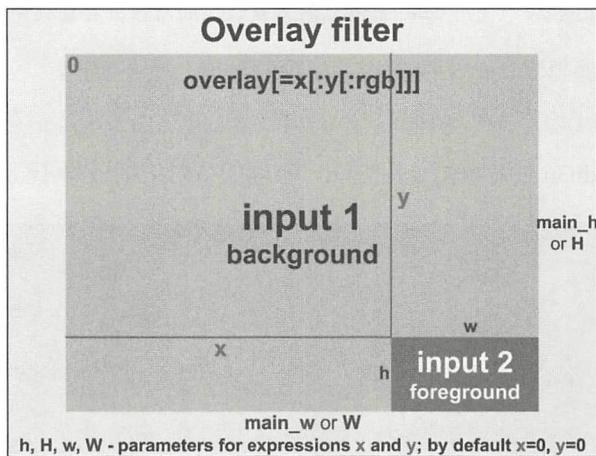 Overlay filter
0
overlay[=x[:y[:rgb]]]
y
input 1
background
main_h
or H
w
x
h
input 2
foreground
main_w or W
h, H, w, W - parameters for expressions x and y; by default x=0, y=0